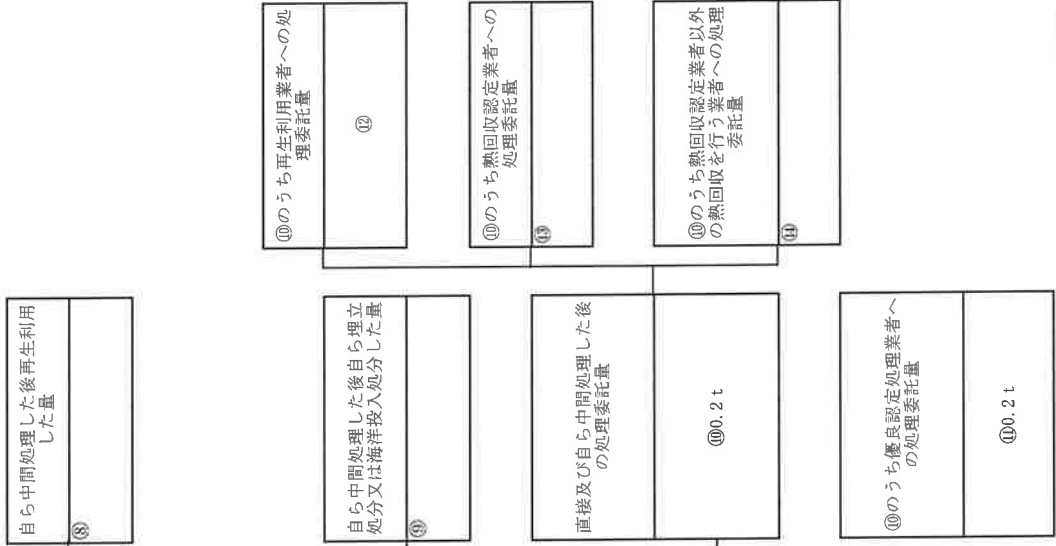 自ら中間処理した後再生利用
した量
⑧
自ら中間処理した後自ら埋立
処分又は海洋投入処分した量
⑨
直接及び自ら中間処理した後
の処理委託量
⑩0.2ｔ
⑩のうち優良認定処理業者へ
の処理委託量
⑪0.2ｔ
⑩のうち再生利用業者への処
理委託量
⑫
⑩のうち熱回収認定業者への
処理委託量
⑬
⑩のうち熱回収認定業者以外
の熱回収を行う業者への処理
委託量
⑭